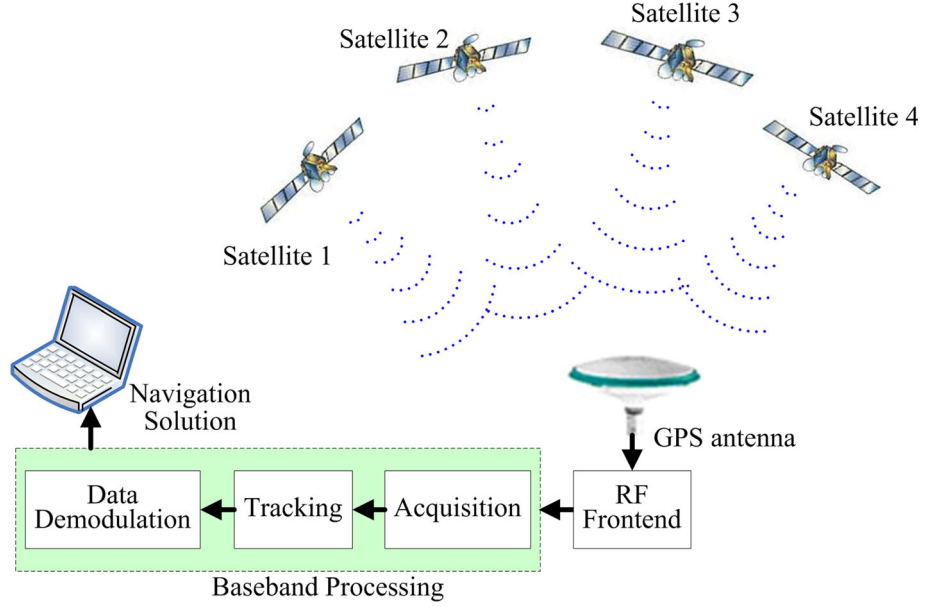 Satellite 3
Satellite 2
Satellite 4
Satellite 1
Navigation
Solution
GPS antenna
Data
Demodulation
Tracking
Acquisition
RF
Frontend
Baseband Processing